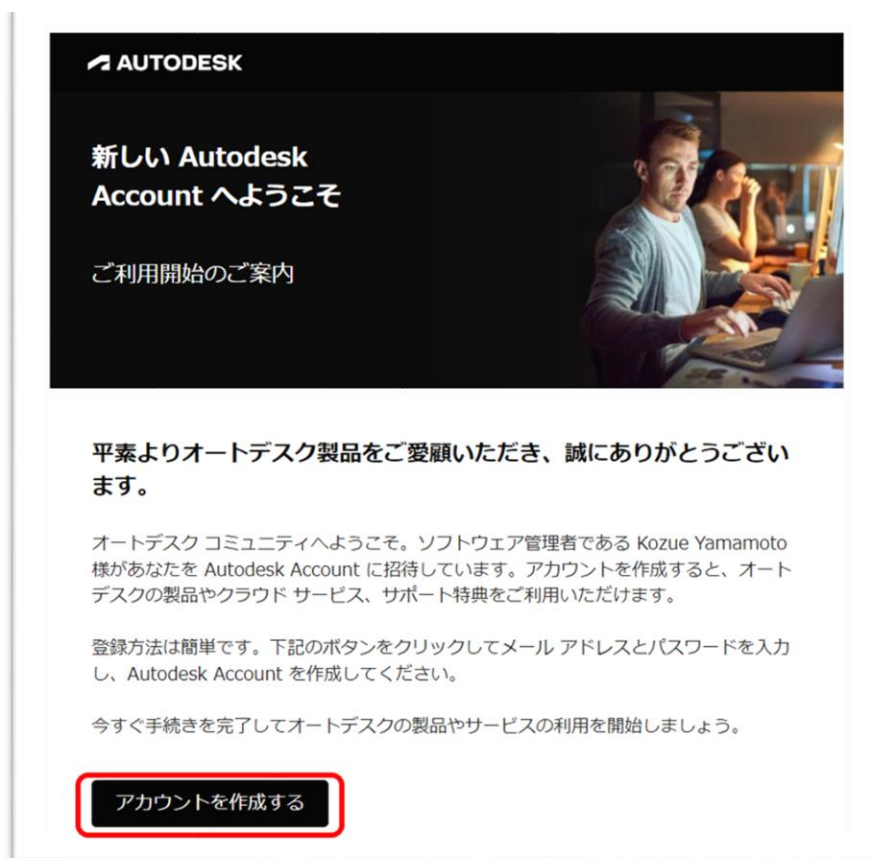 AUTODESK
新しい Autodesk
Account へようこそ
ご利用開始のご案内
平素よりオートデスク製品をご愛顧いただき、誠にありがとうござい
ます。
オートデスク コミュニティへようこそ。ソフトウェア管理者である Kozue Yamamoto
様があなたを Autodesk Account に招待しています。アカウントを作成すると、オート
デスクの製品やクラウド サービス、サポート特典をご利用いただけます。
登録方法は簡単です。下記のボタンをクリックしてメール アドレスとパスワードを入力
し、Autodesk Account を作成してください。
今すぐ手続きを完了してオートデスクの製品やサービスの利用を開始しましょう。
アカウントを作成する